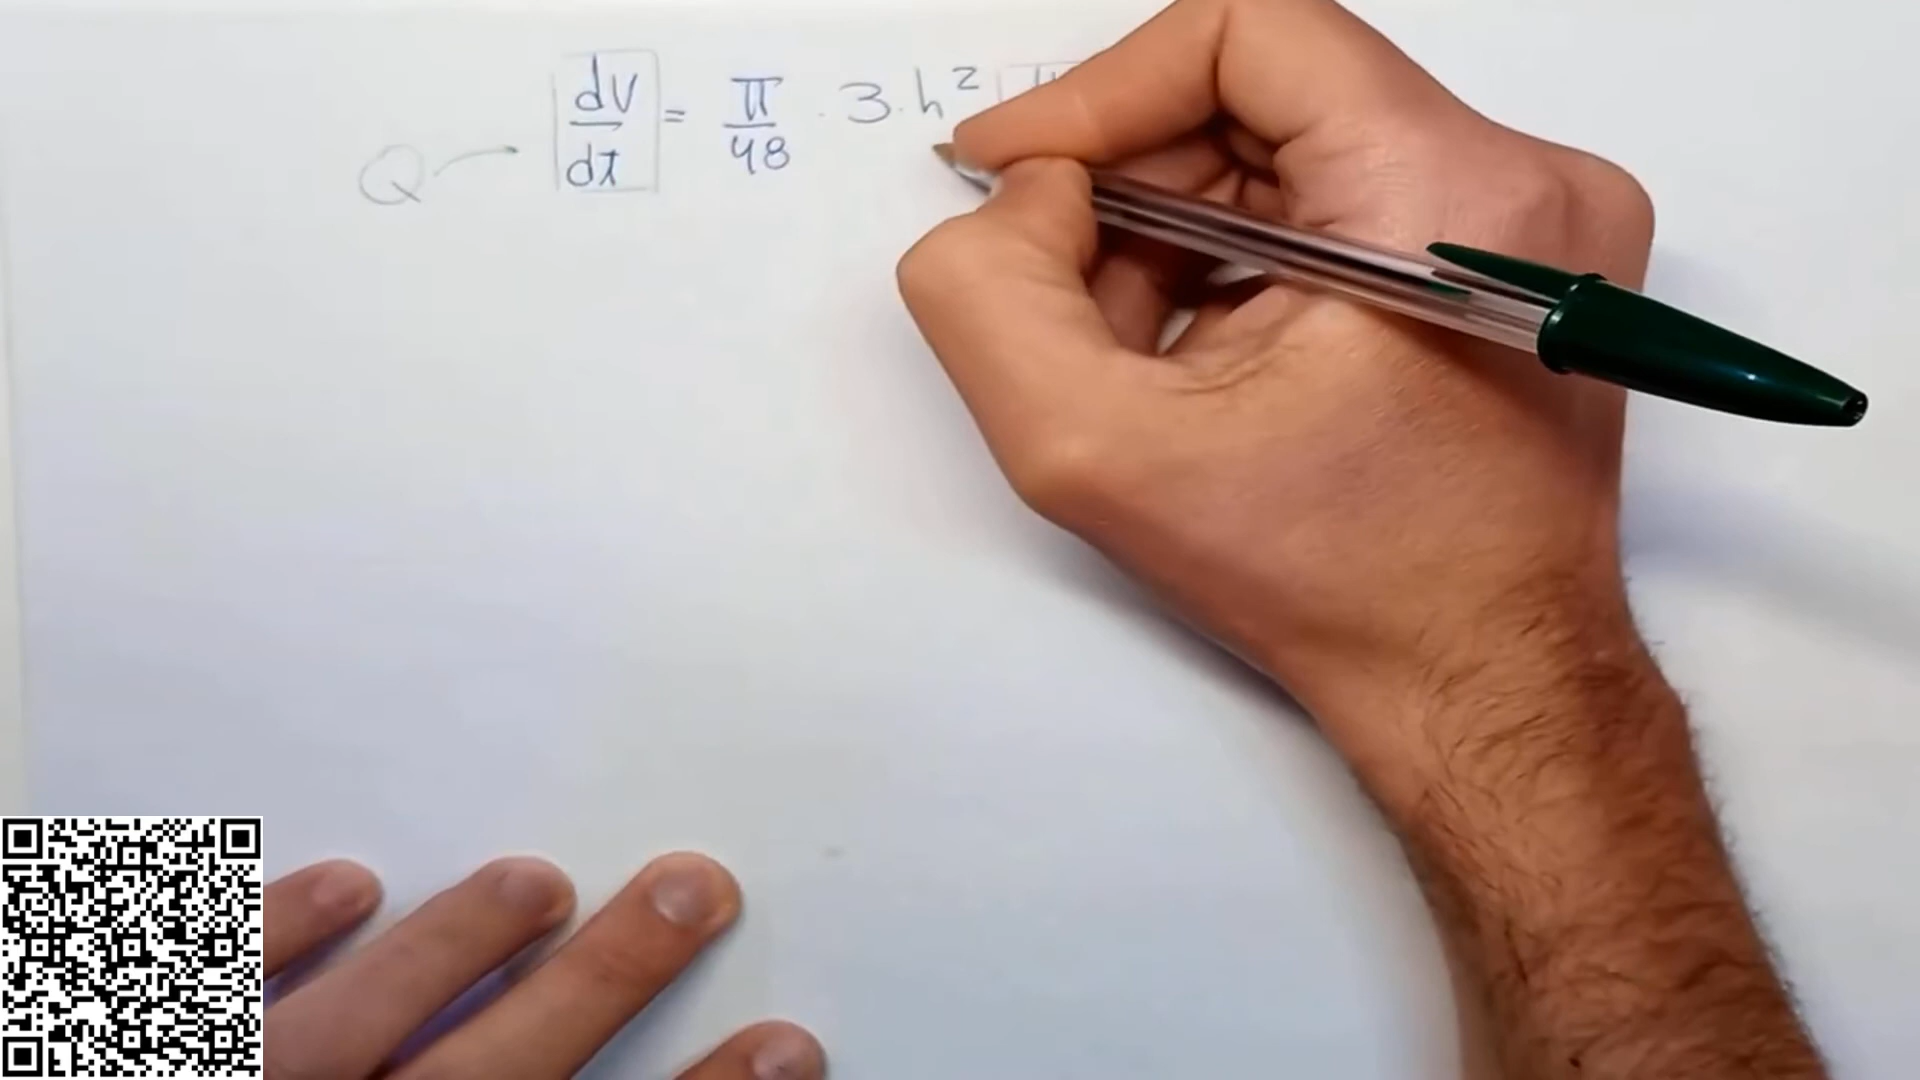 dV/dt = π/48 · 3 · h²
Q